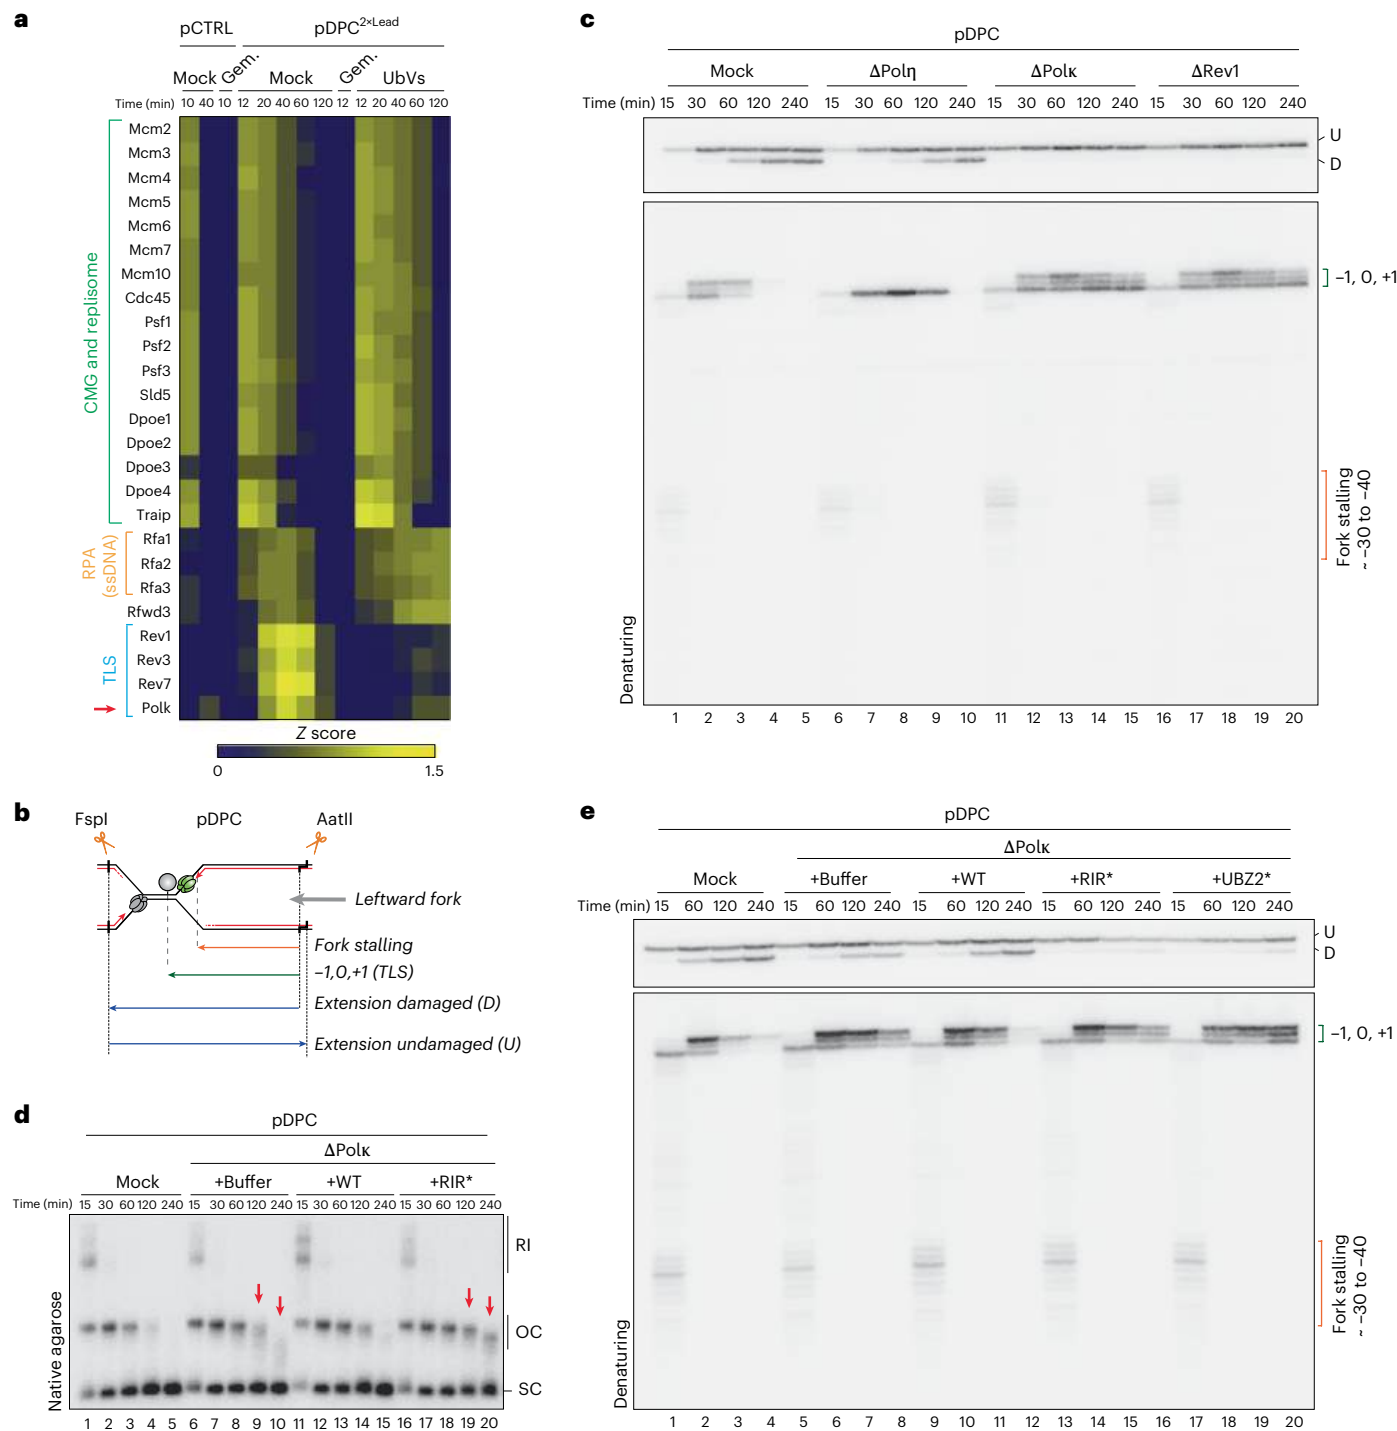 a
pCTRL
pDPC2×Lead
Mock
Gem.
Mock
Gem.
UbVs
Time (min) 10 40 10 12 20 40 60 120 12 12 20 40 60 120
Mcm2
Mcm3
Mcm4
Mcm5
Mcm6
Mcm7
Mcm10
Cdc45
Psf1
Psf2
Psf3
Sld5
Dpoe1
Dpoe2
Dpoe3
Dpoe4
Traip
Rfa1
Rfa2
Rfa3
Rfwd3
Rev1
Rev3
Rev7
Polk
CMG and replisome
RPA
(ssDNA)
TLS
Z score
0 1.5
b
FspI pDPC AatII
Leftward fork
Fork stalling
–1,0,+1 (TLS)
Extension damaged (D)
Extension undamaged (U)
c
pDPC
Mock ΔPolη ΔPolκ ΔRev1
Time (min) 15 30 60 120 240 15 30 60 120 240 15 30 60 120 240 15 30 60 120 240
U
D
–1, 0, +1
Fork stalling
~ –30 to –40
Denaturing
1 2 3 4 5 6 7 8 9 10 11 12 13 14 15 16 17 18 19 20
d
pDPC
ΔPolκ
Mock +Buffer +WT +RIR*
Time (min) 15 30 60 120 240 15 30 60 120 240 15 30 60 120 240 15 30 60 120 240
RI
OC
SC
Native agarose
1 2 3 4 5 6 7 8 9 10 11 12 13 14 15 16 17 18 19 20
e
pDPC
ΔPolκ
Mock +Buffer +WT +RIR* +UBZ2*
Time (min) 15 60 120 240 15 60 120 240 15 60 120 240 15 60 120 240 15 60 120 240
U
D
–1, 0, +1
Fork stalling
~ –30 to –40
Denaturing
1 2 3 4 5 6 7 8 9 10 11 12 13 14 15 16 17 18 19 20